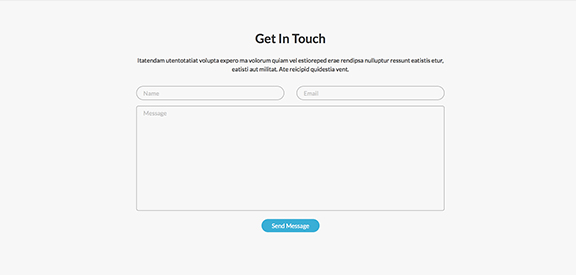 Get In Touch
Itatendam utentotatiat volupta expero ma volorum quiam vel estioreped erae rendipsa nulluptur ressunt eatistis etur,
eatisti aut militat. Ate reicipid quidestia vent.
Name
Email
Message
Send Message